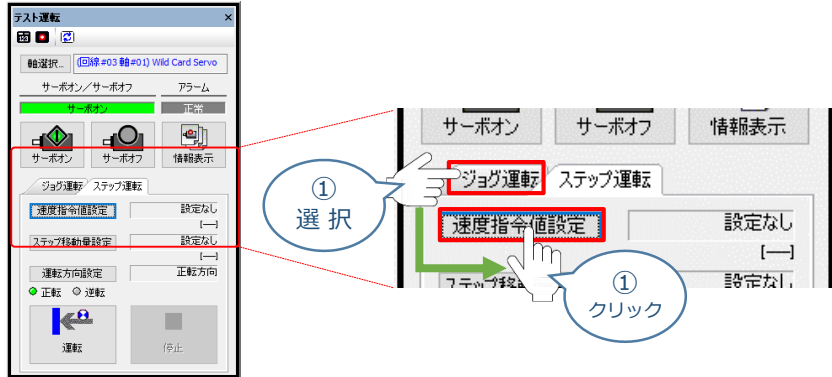 テスト運転
×
123
軸選択...
(回線#03 軸#01) Wild Card Servo
サーボオン／サーボオフ
アラーム
サーボオン
正常
サーボオン
サーボオフ
情報表示
ジョグ運転
ステップ運転
速度指令値設定
設定なし
[----]
ステップ移動量設定
設定なし
[----]
運転方向設定
正転方向
正転
逆転
運転
停止
サーボオン
サーボオフ
情報表示
ジョグ運転
ステップ運転
速度指令値設定
設定なし
[----]
設定なし
①
選 択
①
クリック